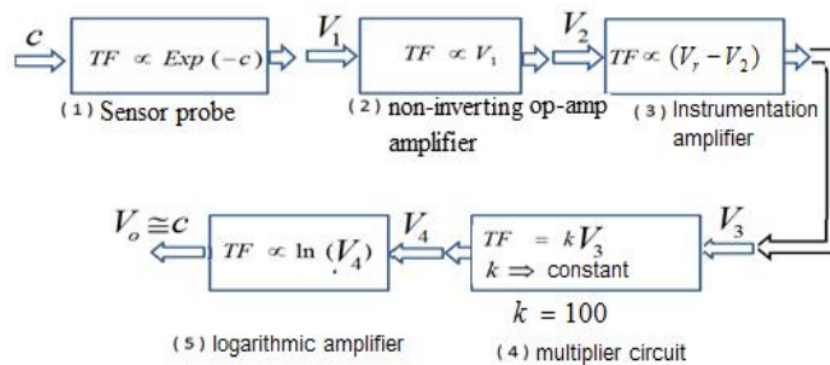 c
TF ∝ Exp (−c)
V₁
TF ∝ V₁
V₂
TF ∝ (Vᵣ − V₂)
(1) Sensor probe
(2) non-inverting op-amp
amplifier
(3) Instrumentation
amplifier
Vₒ ≅ c
TF ∝ ln (V₄)
V₄
TF = kV₃
k ⇒ constant
V₃
k = 100
(5) logarithmic amplifier
(4) multiplier circuit